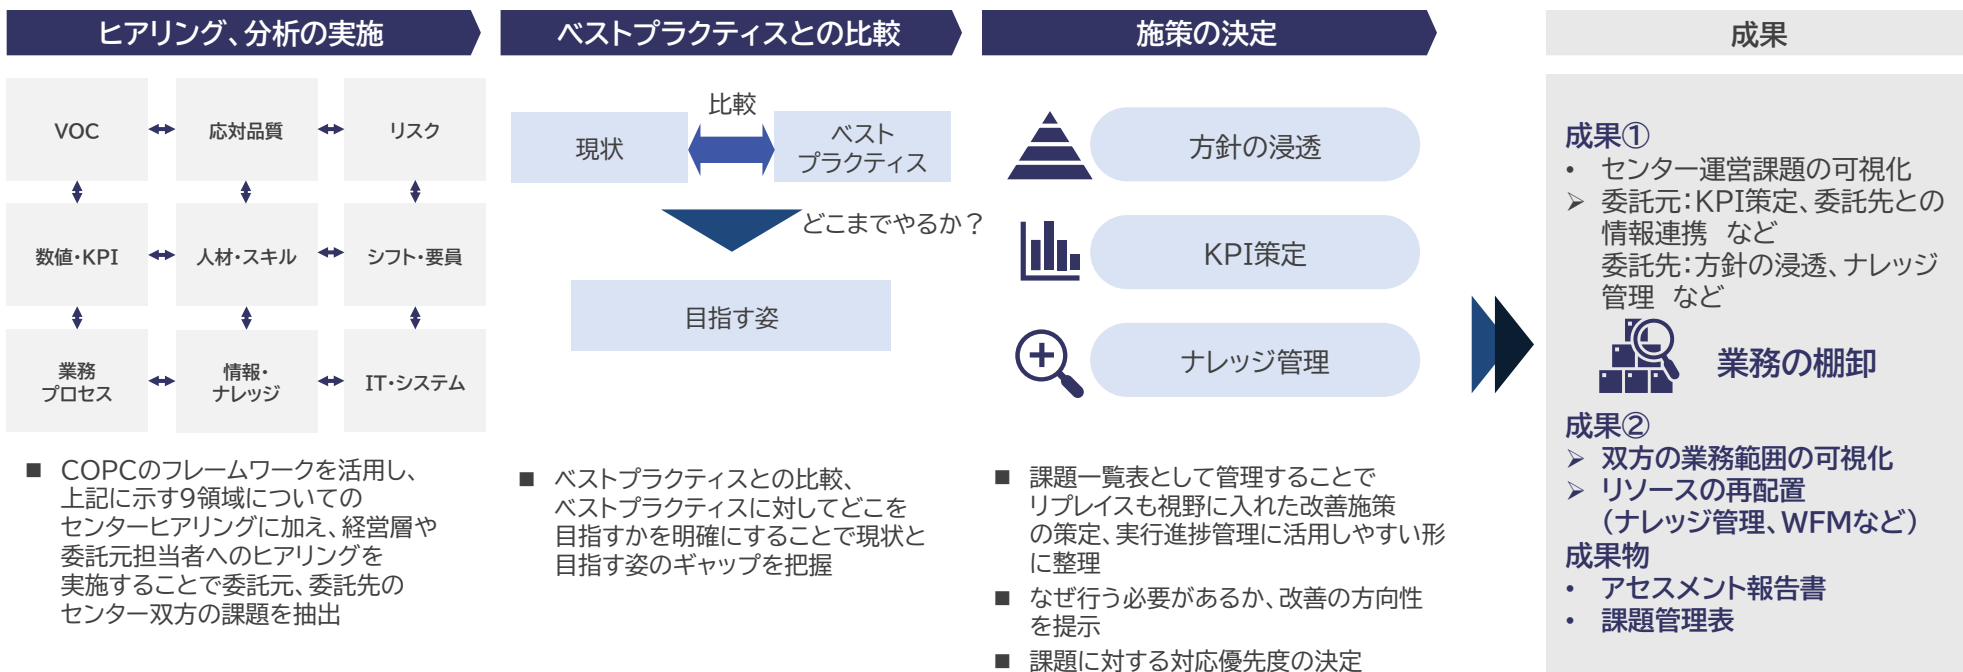 ヒアリング、分析の実施
VOC
応対品質
リスク
数値・KPI
人材・スキル
シフト・要員
業務
プロセス
情報・
ナレッジ
IT・システム
■ COPCのフレームワークを活用し、
上記に示す9領域についての
センターヒアリングに加え、経営層や
委託元担当者へのヒアリングを
実施することで委託元、委託先の
センター双方の課題を抽出
ベストプラクティスとの比較
比較
現状
ベスト
プラクティス
どこまでやるか？
目指す姿
■ ベストプラクティスとの比較、
ベストプラクティスに対してどこを
目指すかを明確にすることで現状と
目指す姿のギャップを把握
施策の決定
方針の浸透
KPI策定
ナレッジ管理
■ 課題一覧表として管理することで
リプレイスも視野に入れた改善施策
の策定、実行進捗管理に活用しやすい形
に整理
■ なぜ行う必要があるか、改善の方向性
を提示
■ 課題に対する対応優先度の決定
成果
成果①
• センター運営課題の可視化
➢ 委託元：KPI策定、委託先との
情報連携 など
委託先：方針の浸透、ナレッジ
管理 など
業務の棚卸
成果②
➢ 双方の業務範囲の可視化
➢ リソースの再配置
（ナレッジ管理、WFMなど）
成果物
• アセスメント報告書
• 課題管理表